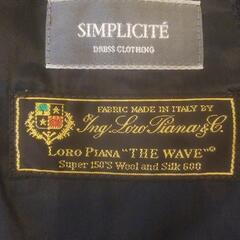 SIMPLICITÉ
DRESS CLOTHING
FABRIC MADE IN ITALY BY
Ing. Loro Piana & C.
LORO PIANA "THE WAVE"®
Super 150'S Wool and Silk 600